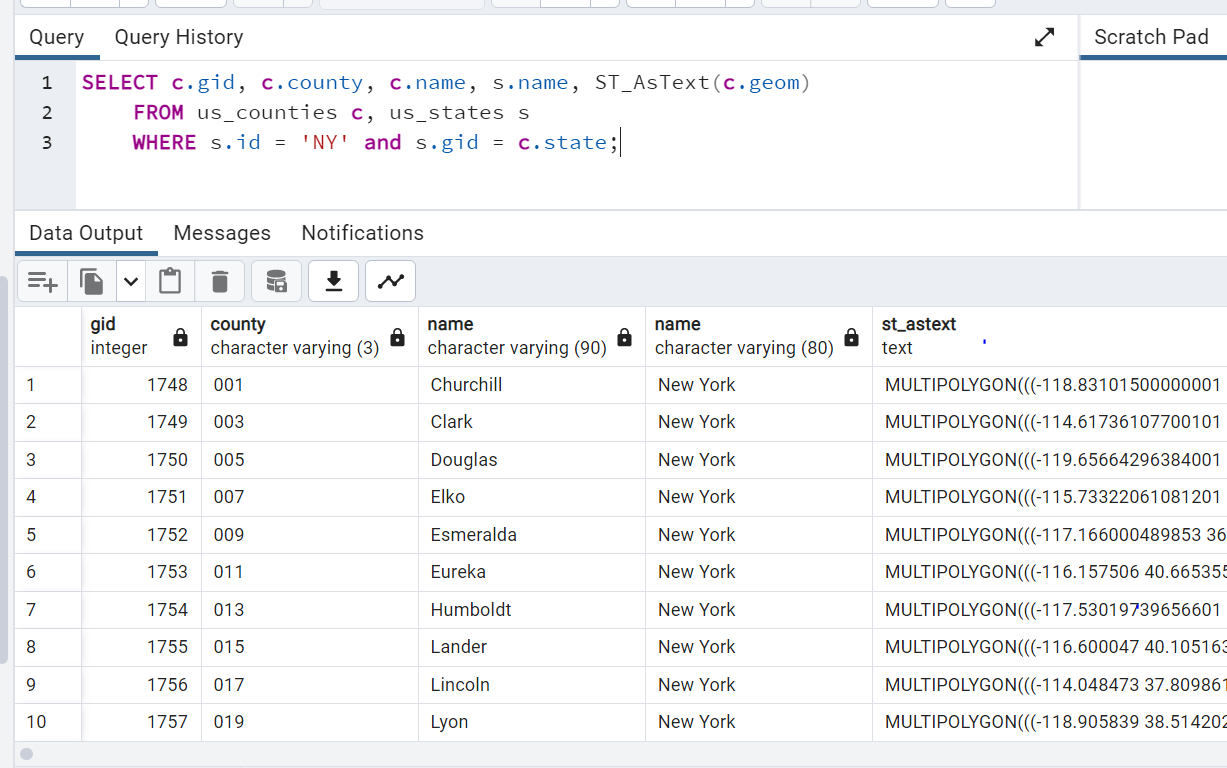 Query Query History Scratch Pad
1 SELECT c.gid, c.county, c.name, s.name, ST_AsText(c.geom)
2 FROM us_counties c, us_states s
3 WHERE s.id = 'NY' and s.gid = c.state;
Data Output Messages Notifications
gid county name name st_astext
integer character varying (3) character varying (90) character varying (80) text
1 1748 001 Churchill New York MULTIPOLYGON(((-118.83101500000001
2 1749 003 Clark New York MULTIPOLYGON(((-114.61736107700101
3 1750 005 Douglas New York MULTIPOLYGON(((-119.65664296384001
4 1751 007 Elko New York MULTIPOLYGON(((-115.73322061081201
5 1752 009 Esmeralda New York MULTIPOLYGON(((-117.166000489853 36
6 1753 011 Eureka New York MULTIPOLYGON(((-116.157506 40.665355
7 1754 013 Humboldt New York MULTIPOLYGON(((-117.53019739656601
8 1755 015 Lander New York MULTIPOLYGON(((-116.600047 40.105163
9 1756 017 Lincoln New York MULTIPOLYGON(((-114.048473 37.809861
10 1757 019 Lyon New York MULTIPOLYGON(((-118.905839 38.514202